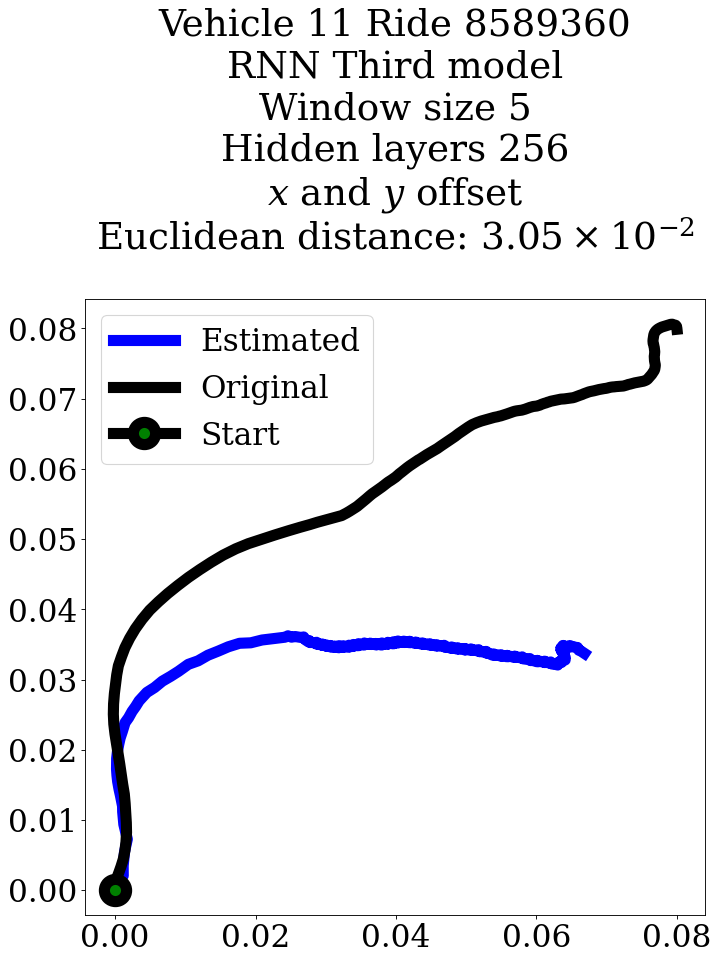 Vehicle 11 Ride 8589360
RNN Third model
Window size 5
Hidden layers 256
x and y offset
Euclidean distance: 3.05 × 10⁻²
Estimated
Original
Start
0.08
0.07
0.06
0.05
0.04
0.03
0.02
0.01
0.00
0.00 0.02 0.04 0.06 0.08